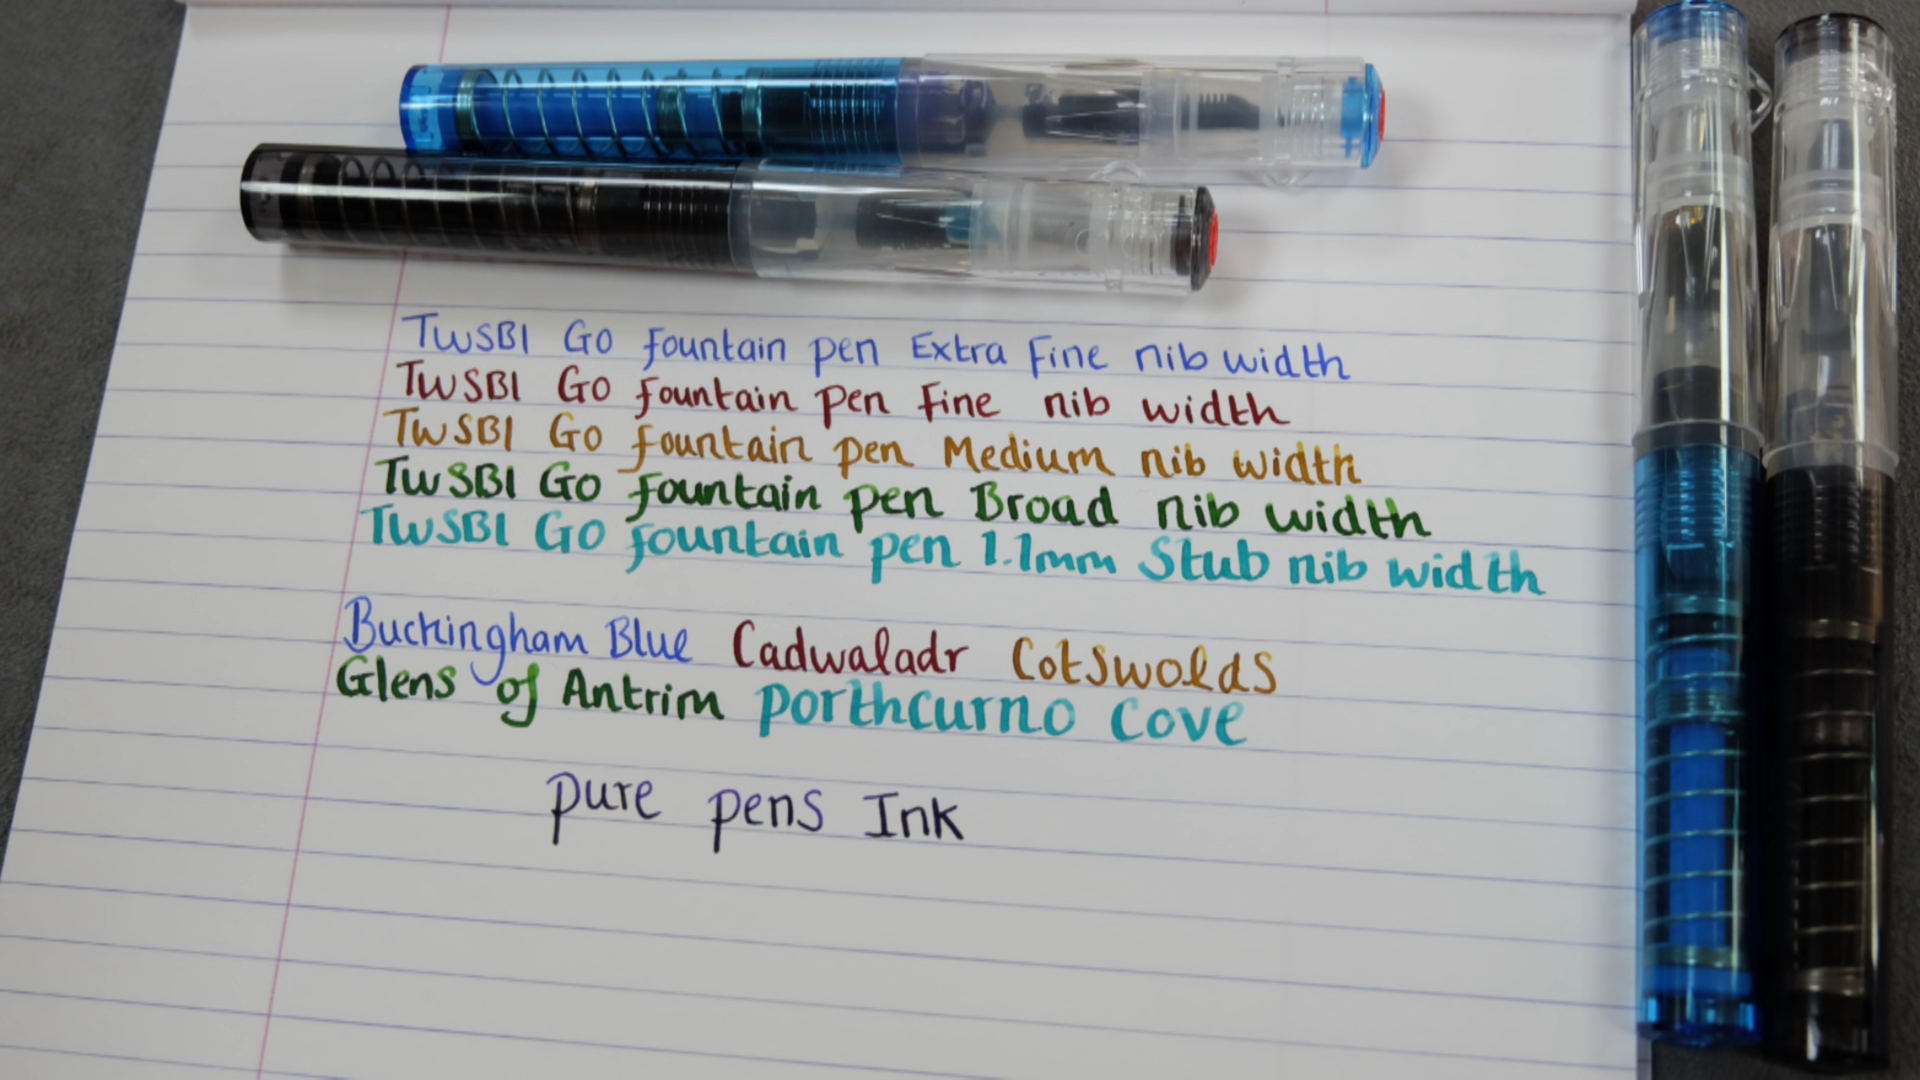 TWSBI Go fountain pen Extra Fine nib width
TWSBI Go fountain pen Fine nib width
TWSBI Go fountain pen Medium nib width
TWSBI Go fountain pen Broad nib width
TWSBI Go fountain pen 1.1mm Stub nib width
Buckingham Blue Cadwaladr Cotswolds
Glens of Antrim Porthcurno Cove
pure pens Ink